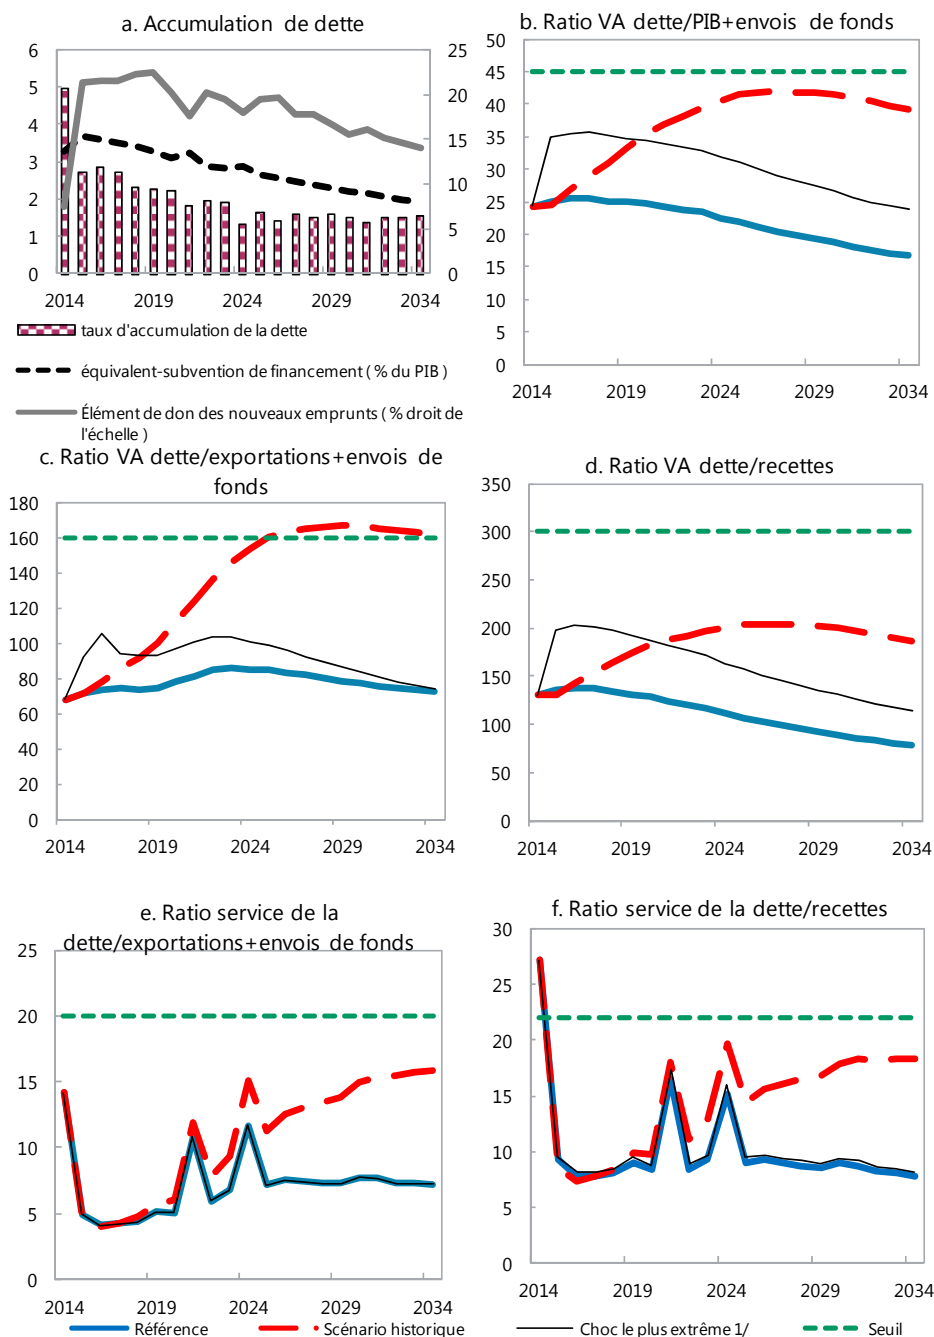 a. Accumulation de dette
6
5
4
3
2
1
0
25
20
15
10
5
0
2014 2019 2024 2029 2034
taux d'accumulation de la dette
équivalent-subvention de financement ( % du PIB )
Élément de don des nouveaux emprunts ( % droit de
l'échelle )
b. Ratio VA dette/PIB+envois de fonds
50
45
40
35
30
25
20
15
10
5
0
2014 2019 2024 2029 2034
c. Ratio VA dette/exportations+envois de
fonds
180
160
140
120
100
80
60
40
20
0
2014 2019 2024 2029 2034
d. Ratio VA dette/recettes
350
300
250
200
150
100
50
0
2014 2019 2024 2029 2034
e. Ratio service de la
dette/exportations+envois de fonds
25
20
15
10
5
0
2014 2019 2024 2029 2034
f. Ratio service de la dette/recettes
30
25
20
15
10
5
0
2014 2019 2024 2029 2034
Référence Scénario historique Choc le plus extrême 1/ Seuil